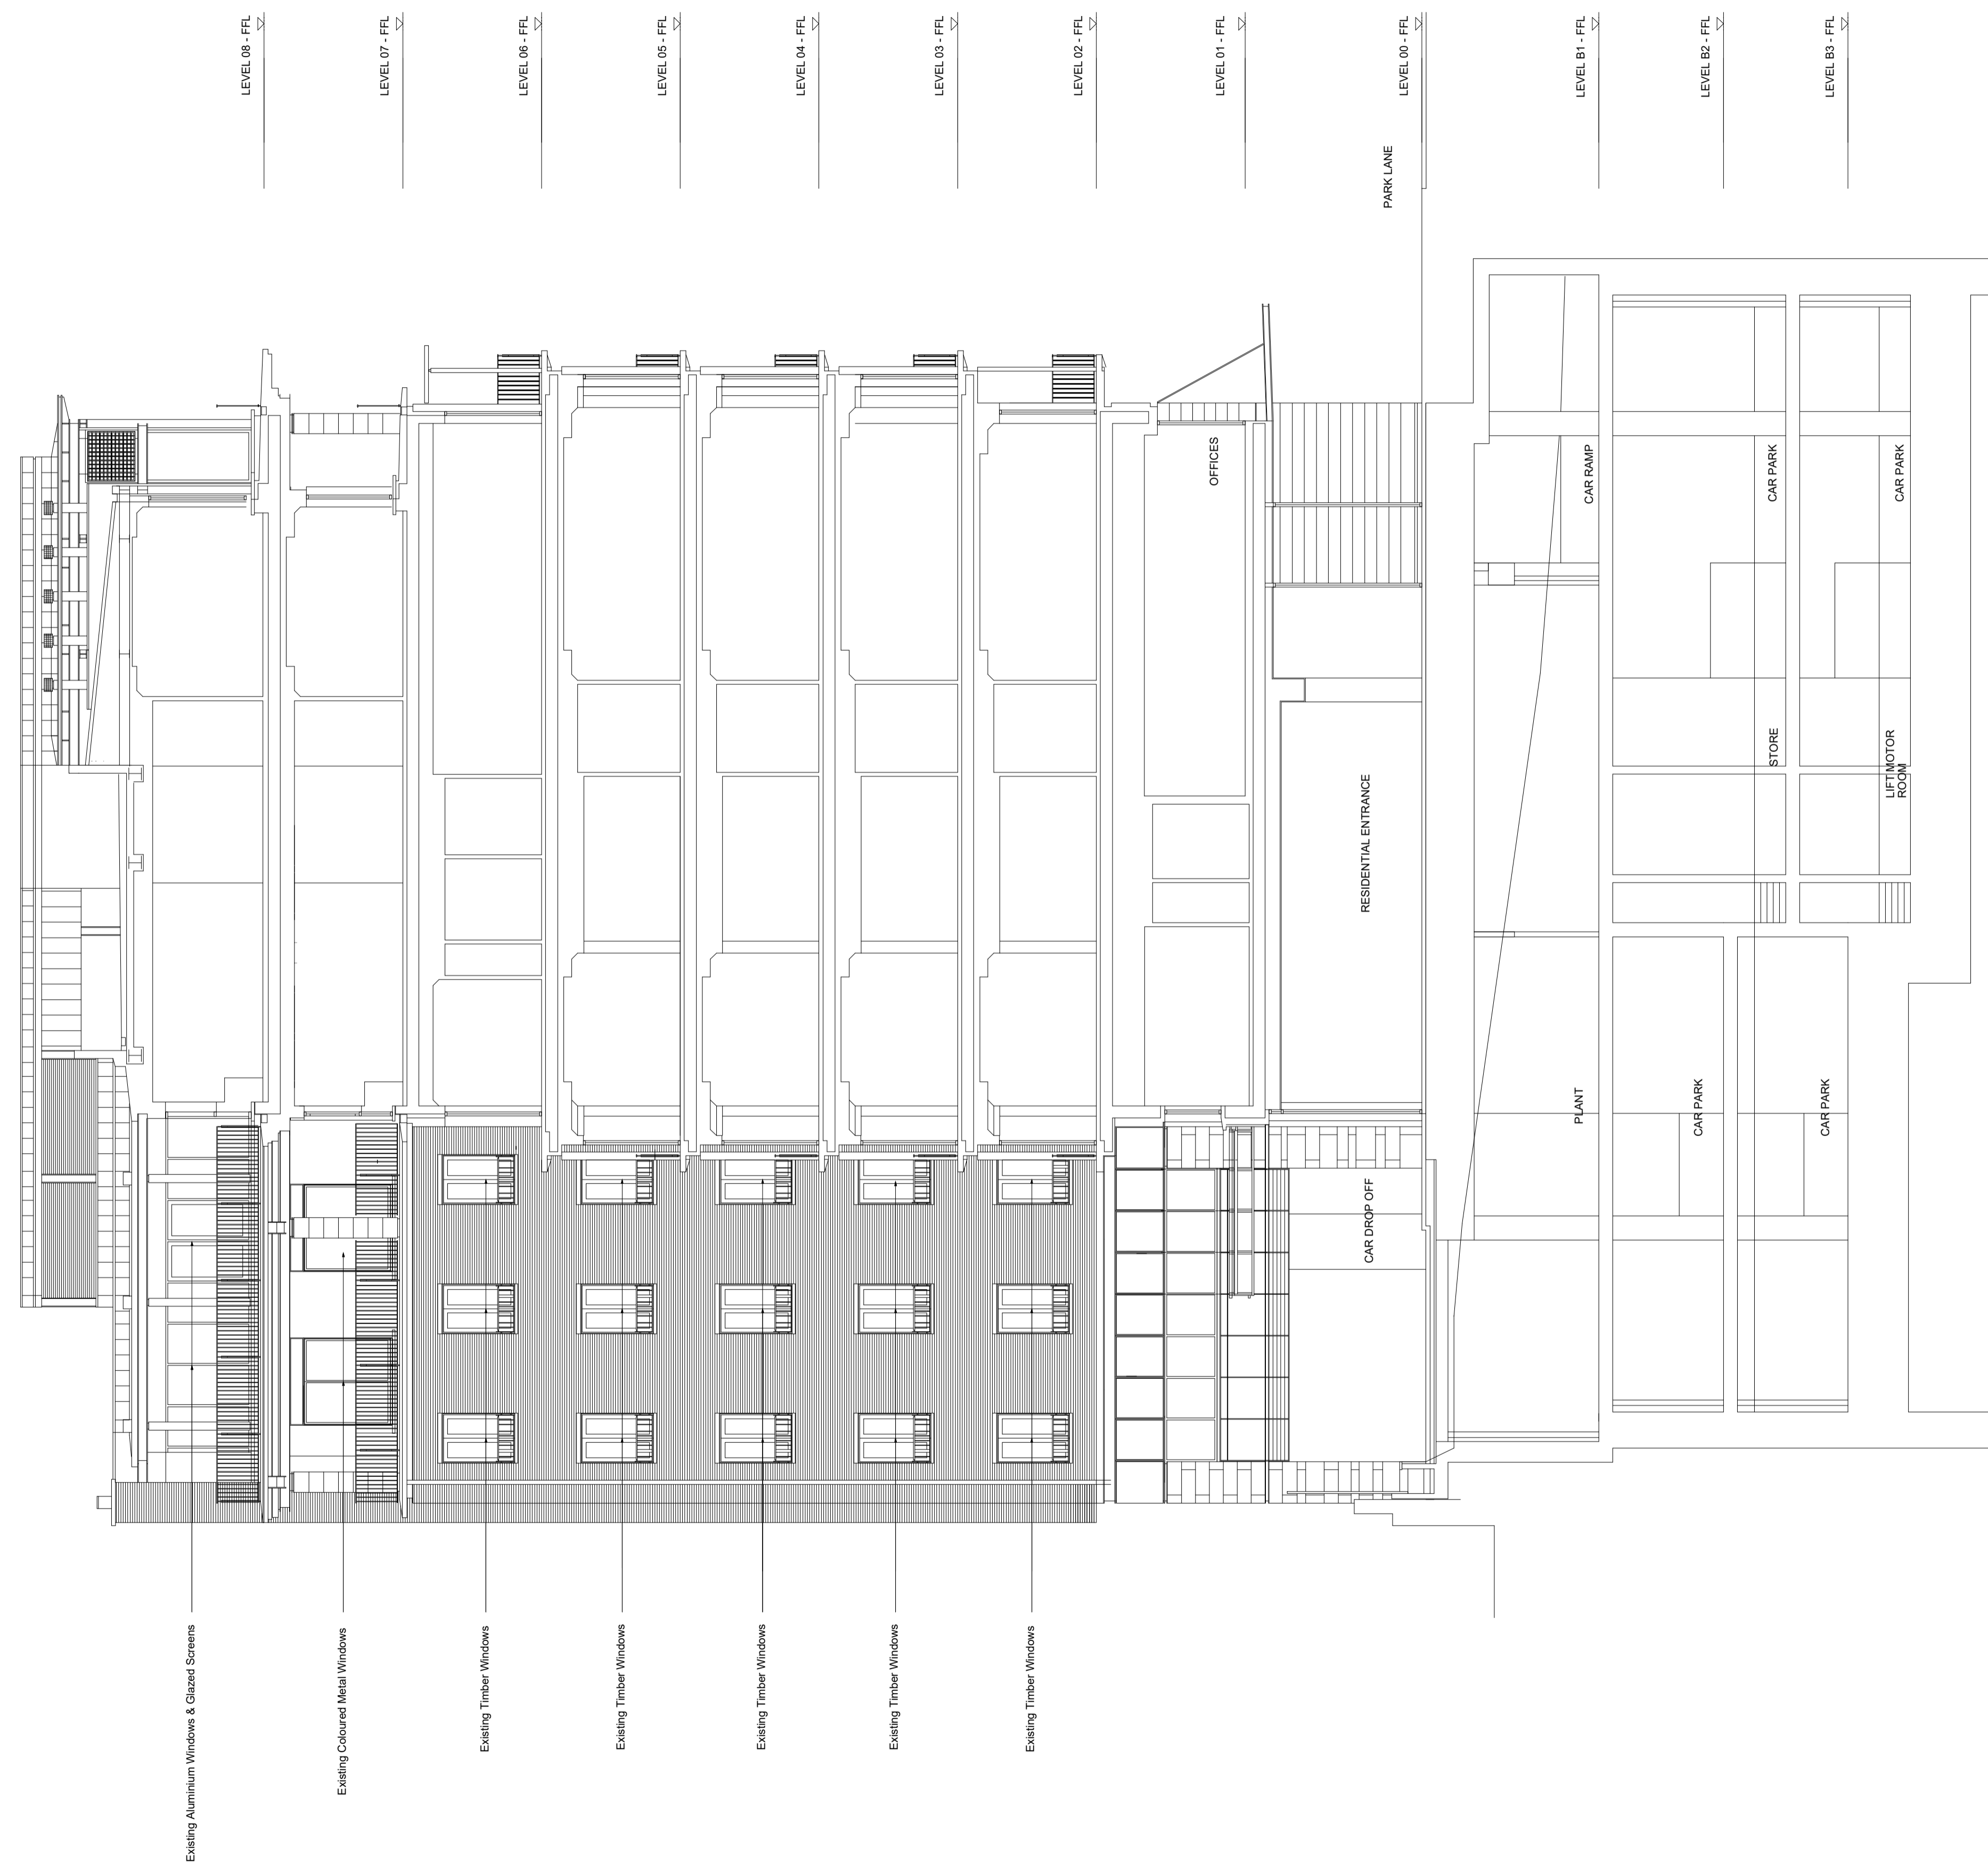 LEVEL 08 - FFL
LEVEL 07 - FFL
LEVEL 06 - FFL
LEVEL 05 - FFL
LEVEL 04 - FFL
LEVEL 03 - FFL
LEVEL 02 - FFL
LEVEL 01 - FFL
LEVEL 00 - FFL
LEVEL B1 - FFL
LEVEL B2 - FFL
LEVEL B3 - FFL
PARK LANE
OFFICES
CAR RAMP
CAR PARK
CAR PARK
RESIDENTIAL ENTRANCE
STORE
LIFT MOTOR
ROOM
PLANT
CAR PARK
CAR PARK
CAR DROP OFF
Existing Aluminium Windows & Glazed Screens
Existing Coloured Metal Windows
Existing Timber Windows
Existing Timber Windows
Existing Timber Windows
Existing Timber Windows
Existing Timber Windows